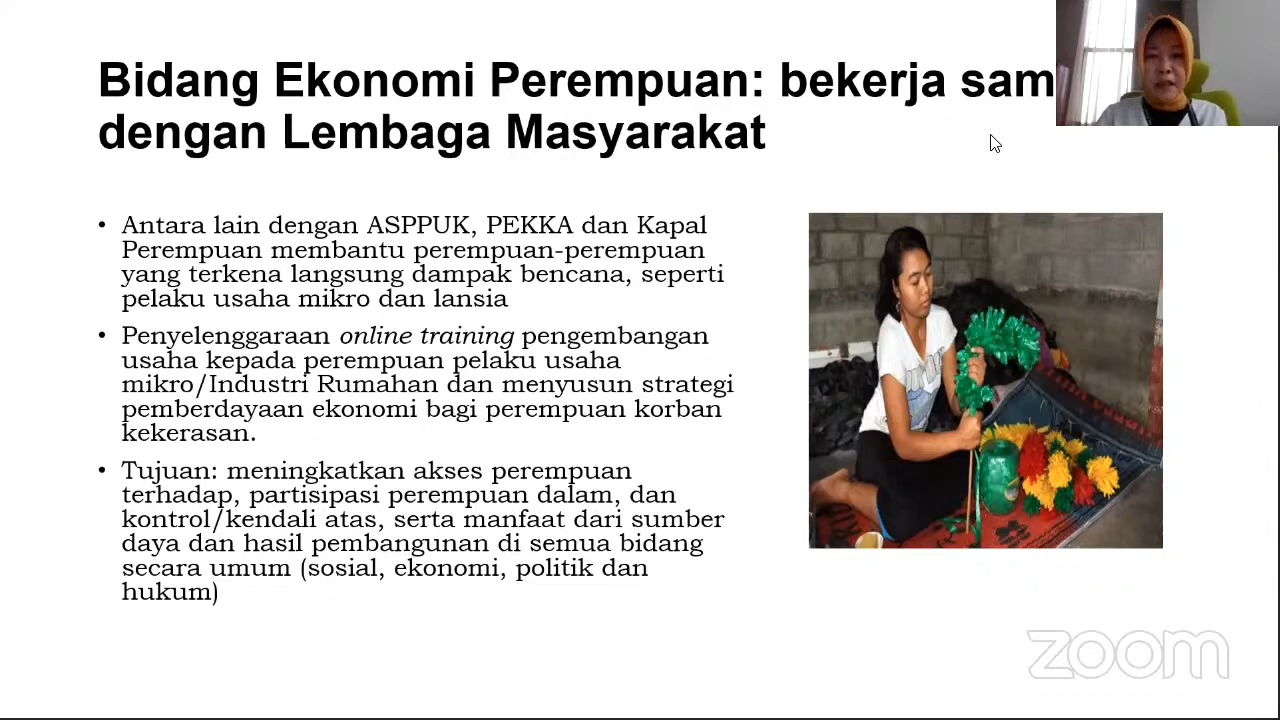 Bidang Ekonomi Perempuan: bekerja sam
dengan Lembaga Masyarakat
• Antara lain dengan ASPPUK, PEKKA dan Kapal
Perempuan membantu perempuan-perempuan
yang terkena langsung dampak bencana, seperti
pelaku usaha mikro dan lansia
• Penyelenggaraan online training pengembangan
usaha kepada perempuan pelaku usaha
mikro/Industri Rumahan dan menyusun strategi
pemberdayaan ekonomi bagi perempuan korban
kekerasan.
• Tujuan: meningkatkan akses perempuan
terhadap, partisipasi perempuan dalam, dan
kontrol/kendali atas, serta manfaat dari sumber
daya dan hasil pembangunan di semua bidang
secara umum (sosial, ekonomi, politik dan
hukum)
zoom